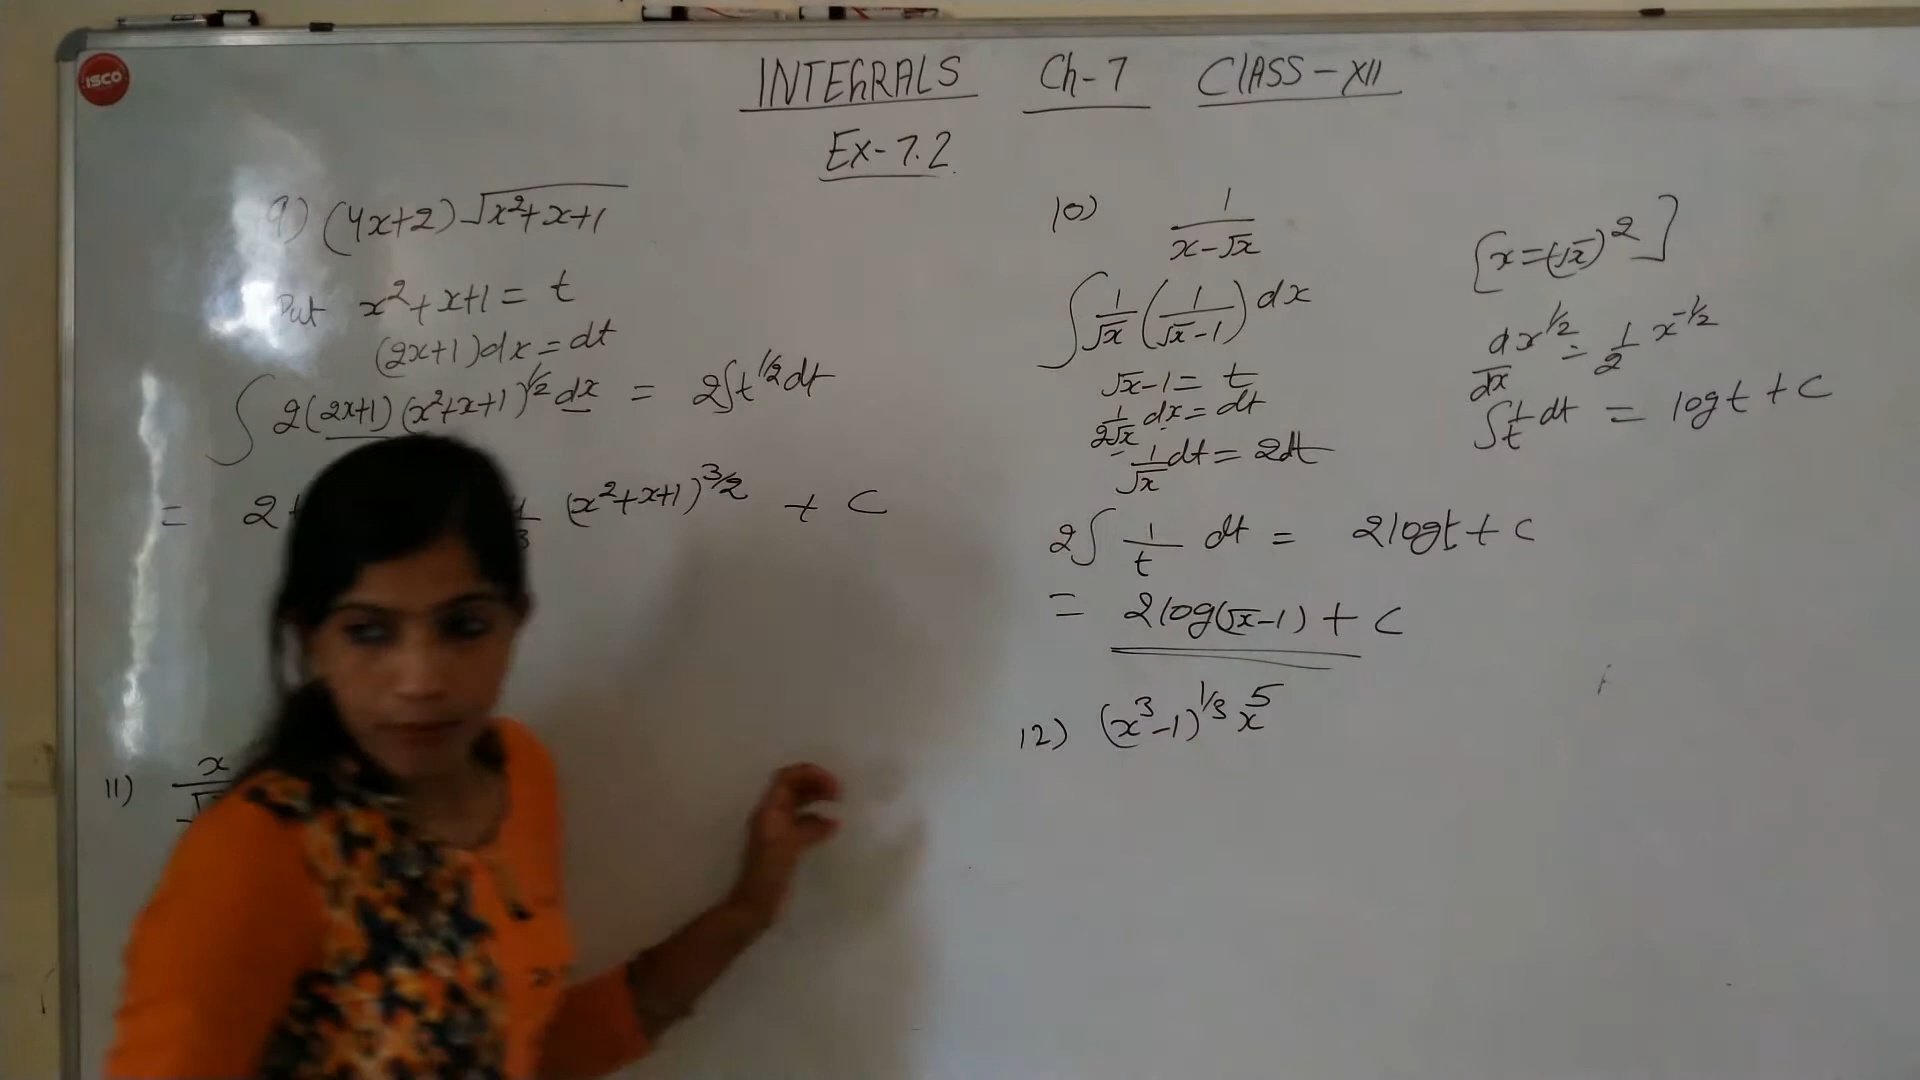 ISCO
INTEGRALS Ch-7 CLASS-XII
Ex-7.2
9) (4x+2) √x²+x+1
Put x²+x+1 = t
(2x+1)dx = dt
∫ 2(2x+1)(x²+x+1)^1/2 dx = 2∫t^1/2 dt
= 2 3 (x²+x+1)^3/2 + C
10) 1/(x-√x)
[x=(√x)²]
∫ 1/√x (1/(√x-1)) dx
d/dx x^1/2 = 1/2 x^-1/2
√x-1 = t
1/2√x dx = dt
∫ 1/t dt = log t + C
1/√x dt = 2dt
2∫ 1/t dt = 2logt + C
= 2log(√x-1) + C
11) x/√
12) (x³-1)^1/3 x⁵